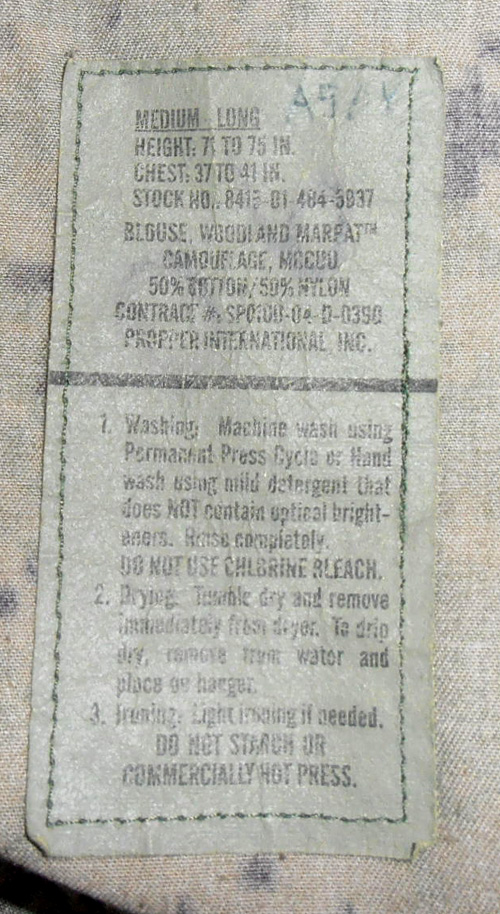 MEDIUM - LONG
HEIGHT: 71 TO 75 IN.
CHEST: 37 TO 41 IN.
STOCK NO.: 8415-01-484-5937
BLOUSE, WOODLAND MARPAT™
CAMOUFLAGE, MCCUU
50% COTTON/50% NYLON
CONTRACT #: SPO100-04-D-0390
PROPPER INTERNATIONAL, INC.
1. Washing: Machine wash using
Permanent Press Cycle or Hand
wash using mild detergent that
does NOT contain optical bright-
eners. Rinse completely.
DO NOT USE CHLORINE BLEACH.
2. Drying: Tumble dry and remove
immediately from dryer. To drip
dry, remove from water and
place on hanger.
3. Ironing: Light ironing if needed.
DO NOT STARCH OR
COMMERCIALLY HOT PRESS.